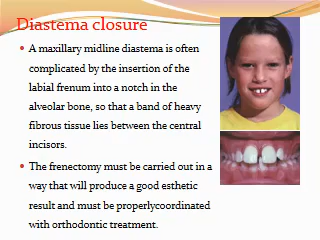 Diastema closure
A maxillary midline diastema is often
complicated by the insertion of the
labial frenum into a notch in the
alveolar bone, so that a band of heavy
fibrous tissue lies between the central
incisors.
The frenectomy must be carried out in a
way that will produce a good esthetic
result and must be properlycoordinated
with orthodontic treatment.